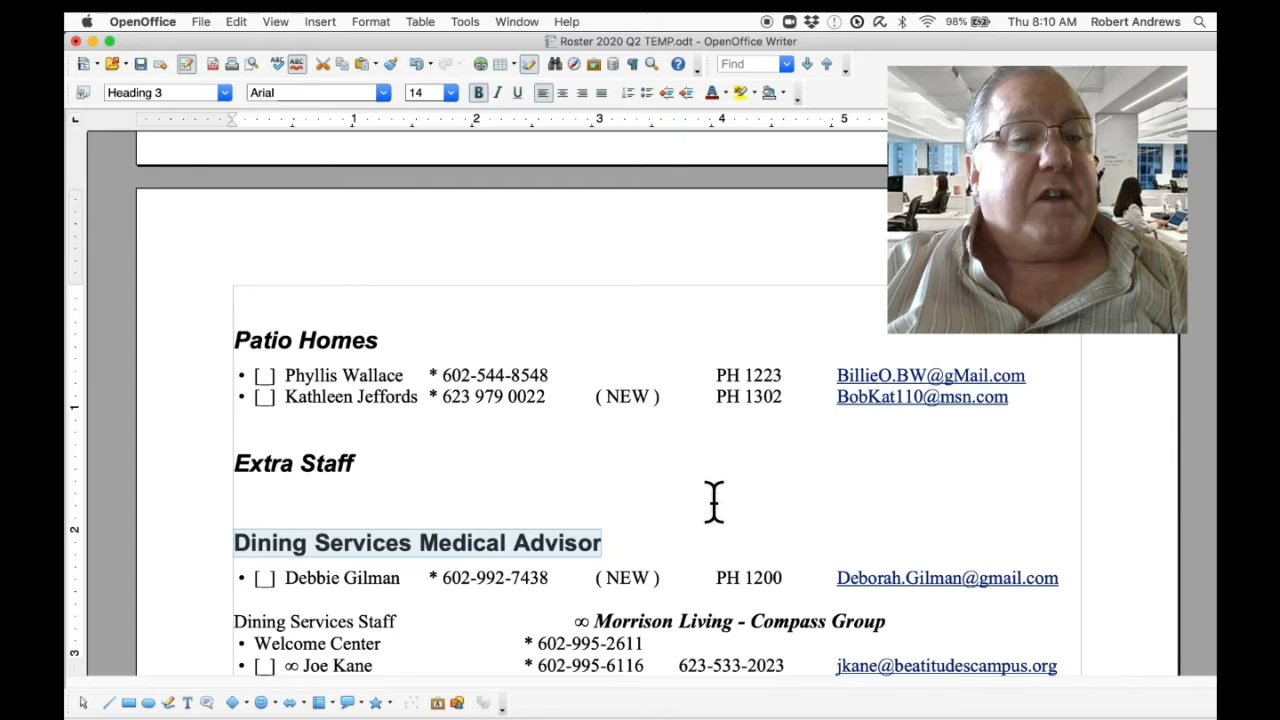 OpenOffice File Edit View Insert Format Table Tools Window Help 98% Thu 8:10 AM Robert Andrews
Roster 2020 Q2 TEMP.odt - OpenOffice Writer
Find
Heading 3 Arial 14 B I U
1 2 3 4 5
Patio Homes
• [_] Phyllis Wallace * 602-544-8548 PH 1223 BillieO.BW@gMail.com
• [_] Kathleen Jeffords * 623 979 0022 ( NEW ) PH 1302 BobKat110@msn.com
1
Extra Staff
2
Dining Services Medical Advisor
• [_] Debbie Gilman * 602-992-7438 ( NEW ) PH 1200 Deborah.Gilman@gmail.com
Dining Services Staff ∞ Morrison Living - Compass Group
• Welcome Center * 602-995-2611
3
• [_] ∞ Joe Kane * 602-995-6116 623-533-2023 jkane@beatitudescampus.org